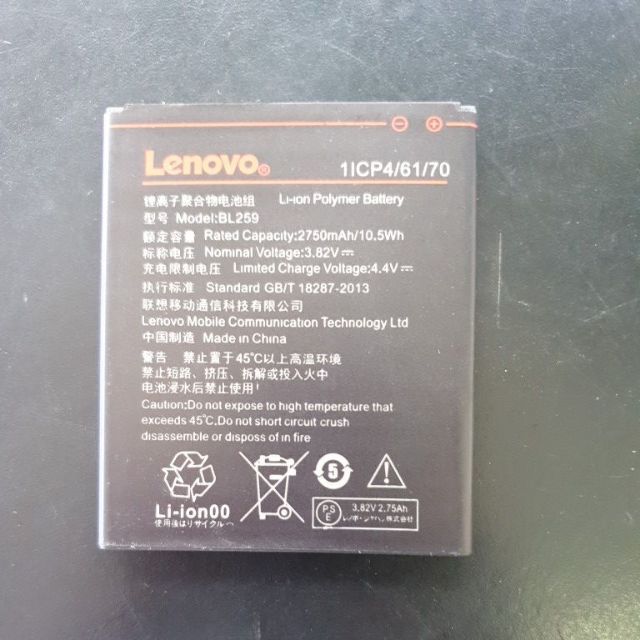 Lenovo®
1ICP4/61/70
锂离子聚合物电池组 Li-ion Polymer Battery
型号 Model:BL259
额定容量 Rated Capacity:2750mAh/10.5Wh
标称电压 Nominal Voltage:3.82V⎓
充电限制电压 Limited Charge Voltage:4.4V⎓
执行标准 Standard GB/T 18287-2013
联想移动通信科技有限公司
Lenovo Mobile Communication Technology Ltd
中国制造 Made in China
警告 禁止置于45℃以上高温环境
禁止短路、挤压、拆解或投入火中
电池浸水后禁止使用!
Caution:Do not expose to high temperature that
exceeds 45℃.Do not short circuit crush
disassemble or disposs of in fire
5
Li-ion00
使用後はリサイクルへ
PS
E
3.82V 2.75Ah
株式会社